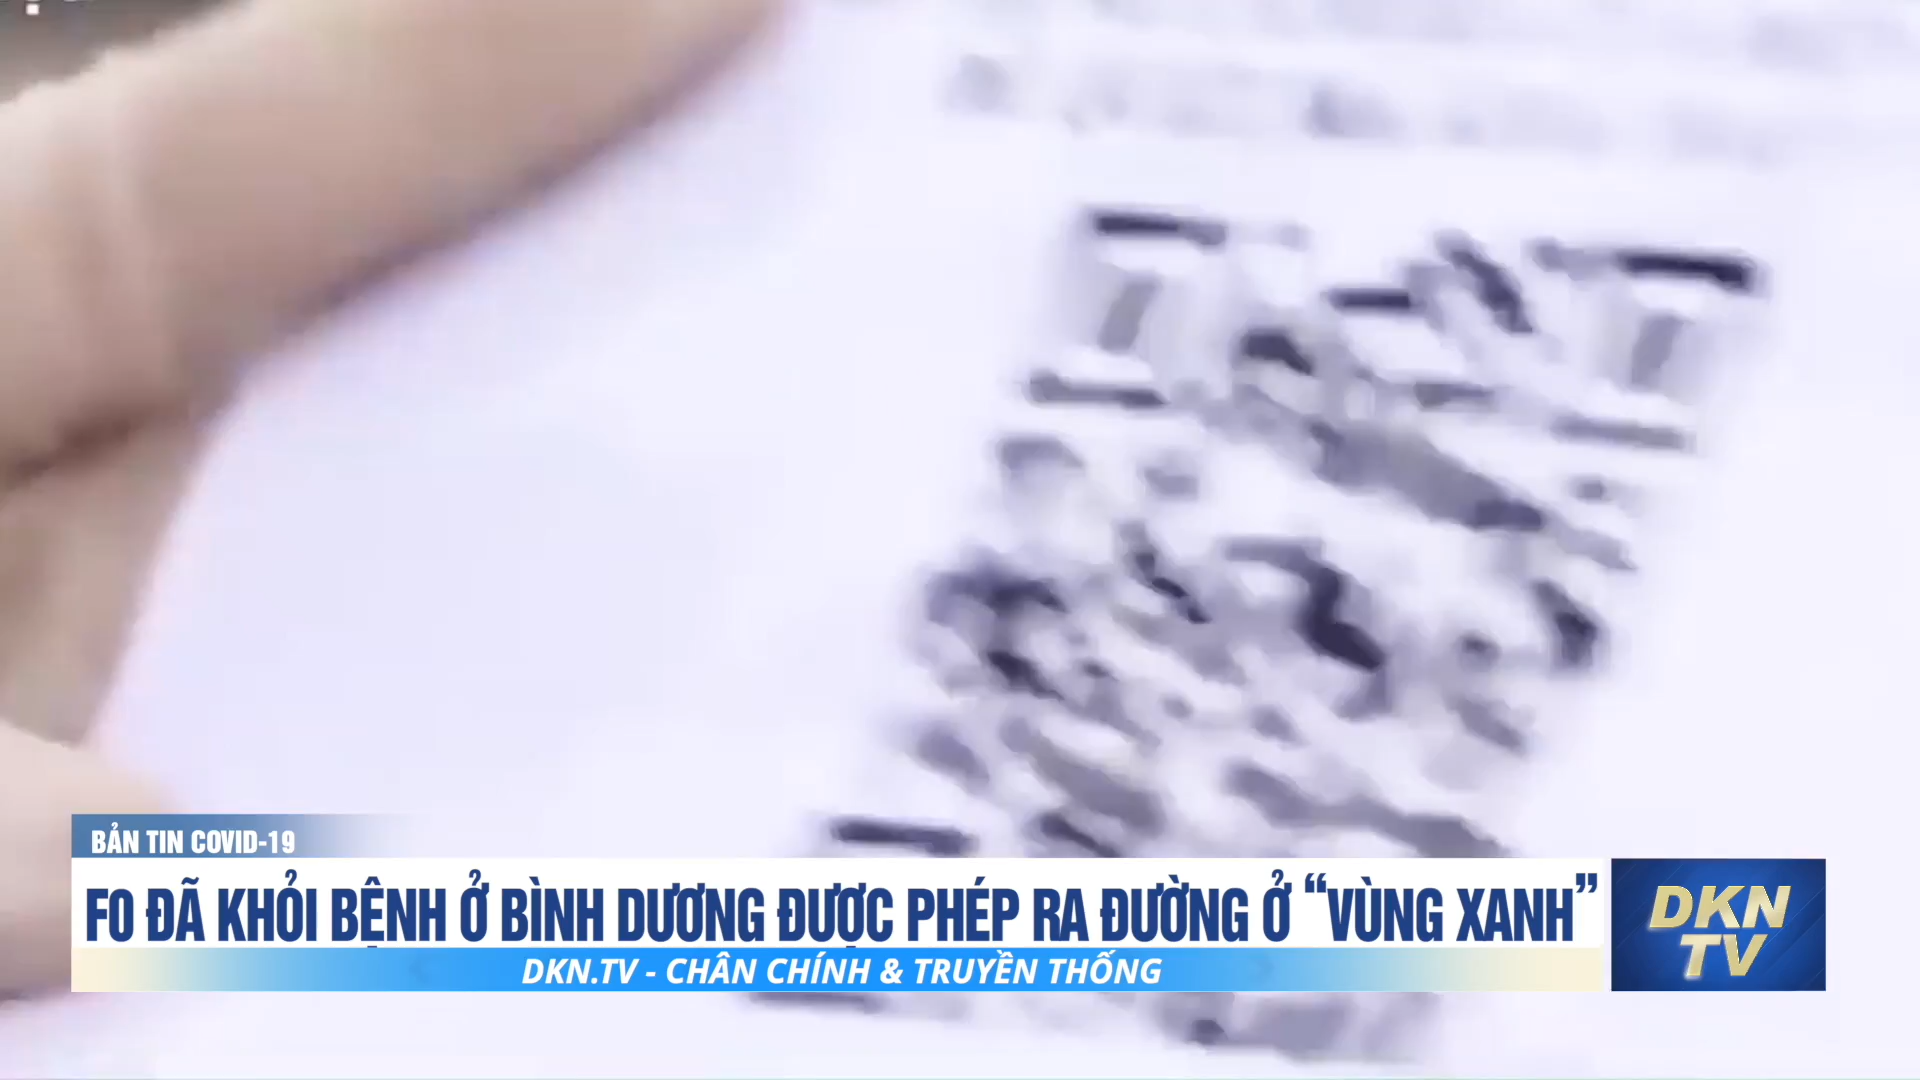 BẢN TIN COVID-19
F0 ĐÃ KHỎI BỆNH Ở BÌNH DƯƠNG ĐƯỢC PHÉP RA ĐƯỜNG Ở “VÙNG XANH”
DKN.TV - CHÂN CHÍNH & TRUYỀN THỐNG
DKN
TV